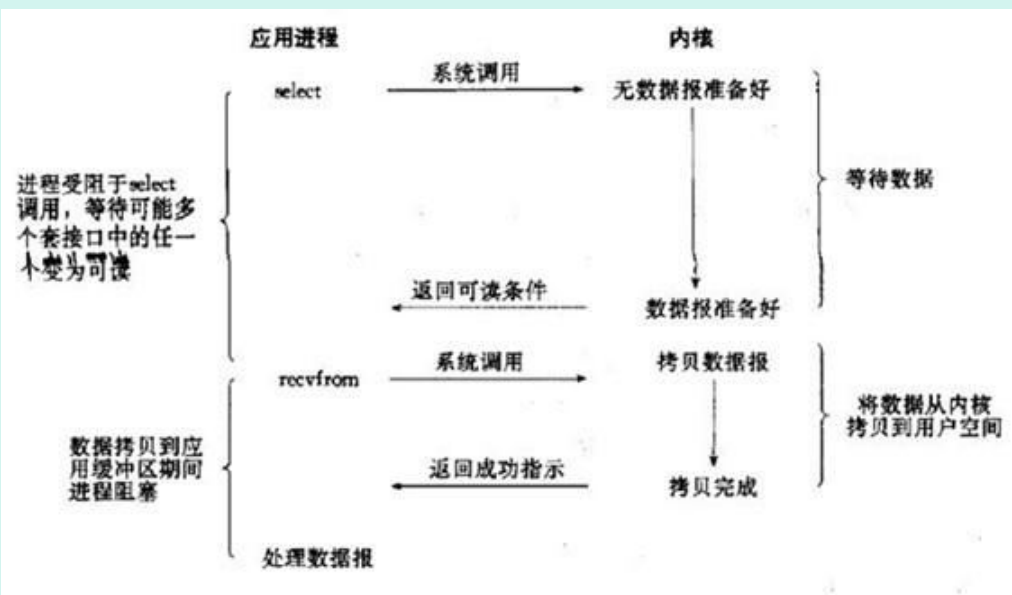 应用进程
内核
select
系统调用
无数据报准备好
进程受阻于select
调用，等待可能多
个套接口中的任一
个变为可读
等待数据
返回可读条件
数据报准备好
recvfrom
系统调用
拷贝数据报
将数据从内核
拷贝到用户空间
数据拷贝到应
用缓冲区期间
进程阻塞
返回成功指示
拷贝完成
处理数据报